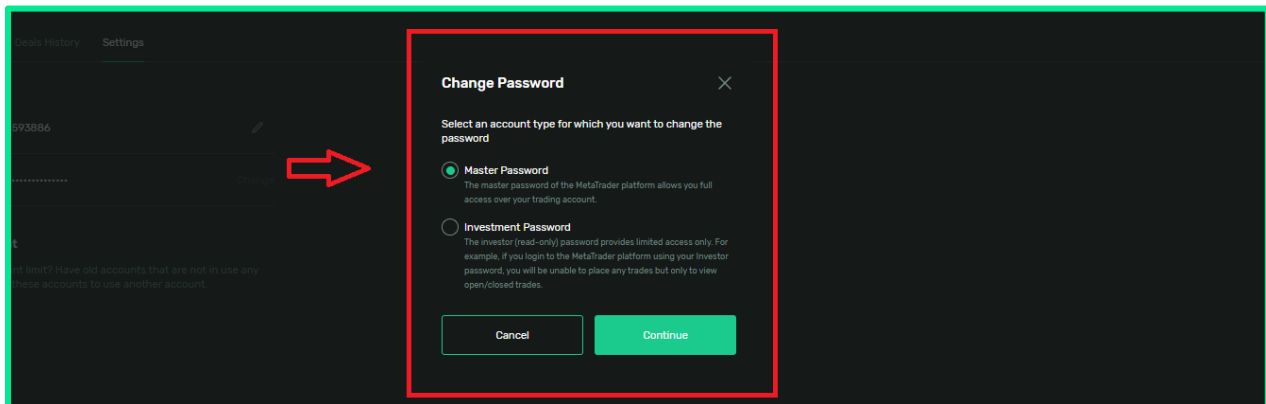 Deals History Settings
593886
Change
t
nt limit? Have old accounts that are not in use any
these accounts to use another account.
Change Password
Select an account type for which you want to change the
password
Master Password
The master password of the MetaTrader platform allows you full
access over your trading account.
Investment Password
The investor (read-only) password provides limited access only. For
example, if you login to the MetaTrader platform using your Investor
password, you will be unable to place any trades but only to view
open/closed trades.
Cancel Continue